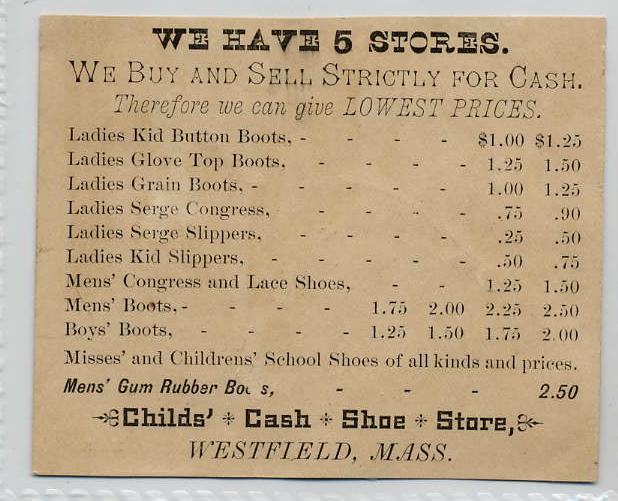 WE HAVE 5 STORES.
WE BUY AND SELL STRICTLY FOR CASH.
Therefore we can give LOWEST PRICES.
Ladies Kid Button Boots, - - - - $1.00 $1.25
Ladies Glove Top Boots, - - - - 1.25 1.50
Ladies Grain Boots, - - - - - 1.00 1.25
Ladies Serge Congress, - - - - .75 .90
Ladies Serge Slippers, - - - - .25 .50
Ladies Kid Slippers, - - - - - .50 .75
Mens' Congress and Lace Shoes, - - 1.25 1.50
Mens' Boots, - - - - 1.75 2.00 2.25 2.50
Boys' Boots, - - - - 1.25 1.50 1.75 2.00
Misses' and Childrens' School Shoes of all kinds and prices.
Mens' Gum Rubber - - - 2.50
Childs' Cash Shoe Store,
WESTFIELD, MASS.